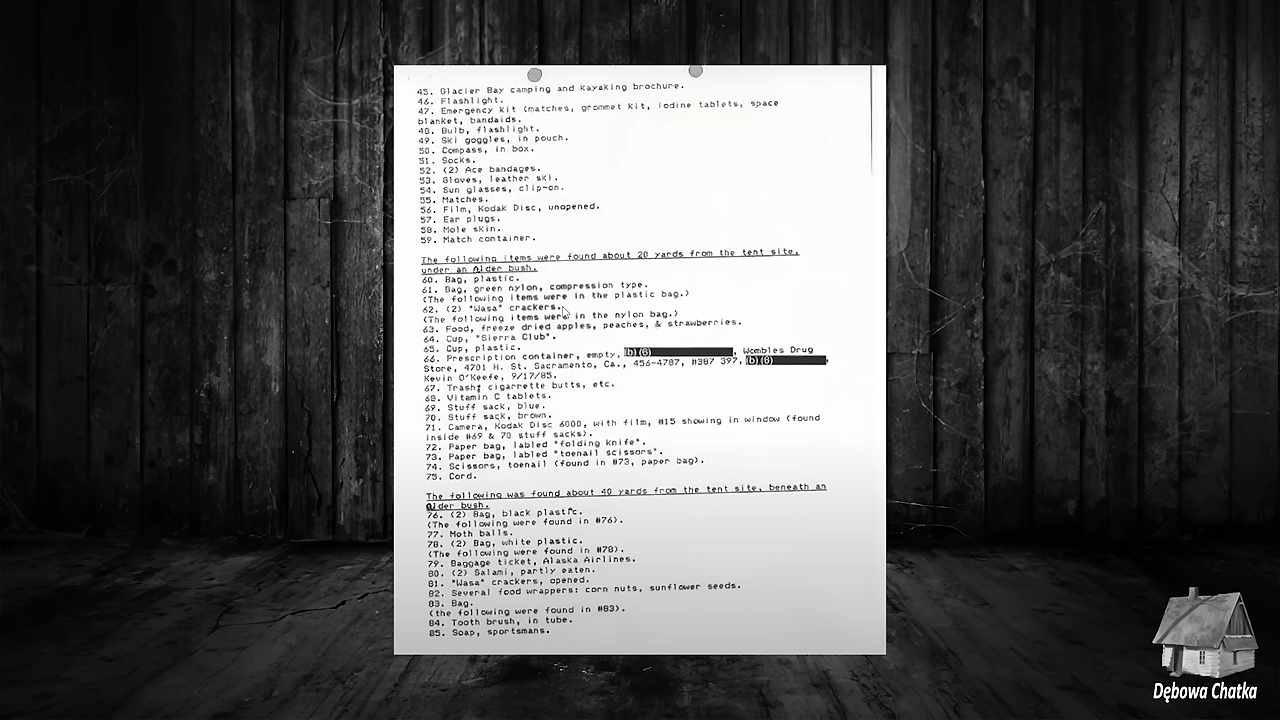 45. Glacier Bay camping and kayaking brochure.
46. Flashlight.
47. Emergency kit (matches, grommet kit, iodine tablets, space
blanket, bandaids.
48. Bulb, flashlight.
49. Ski goggles, in pouch.
50. Compass, in box.
51. Socks.
52. (2) Ace bandages.
53. Gloves, leather ski.
54. Sun glasses, clip-on.
55. Matches.
56. Film, Kodak Disc, unopened.
57. Ear plugs.
58. Mole skin.
59. Match container.
The following items were found about 20 yards from the tent site,
under an Alder bush.
60. Bag, plastic.
61. Bag, green nylon, compression type.
(The following items were in the plastic bag.)
62. (2) "Wasa" crackers.
(The following items were in the nylon bag.)
63. Food, freeze dried apples, peaches, & strawberries.
64. Cup, "Sierra Club".
65. Cup, plastic.
66. Prescription container, empty, (b) (6), Wombles Drug
Store, 4701 H. St. Sacramento, Ca., 456-4787, #387 397, (b) (6),
Kevin O'Keefe, 9/17/85.
67. Trash; cigarrette butts, etc.
68. Vitamin C tablets.
69. Stuff sack, blue.
70. Stuff sack, brown.
71. Camera, Kodak Disc 6000, with film, #15 showing in window (found
inside #69 & 70 stuff sacks).
72. Paper bag, labled "folding knife".
73. Paper bag, labled "toenail scissors".
74. Scissors, toenail (found in #73, paper bag).
75. Cord.
The following was found about 40 yards from the tent site, beneath an
alder bush.
76. (2) Bag, black plastic.
(The following were found in #76).
77. Moth balls.
78. (2) Bag, white plastic.
(The following were found in #78).
79. Baggage ticket, Alaska Airlines.
80. (2) Salami, partly eaten.
81. "Wasa" crackers, opened.
82. Several food wrappers: corn nuts, sunflower seeds.
83. Bag.
(the following were found in #83).
84. Tooth brush, in tube.
85. Soap, sportsmans.
Dębowa Chatka